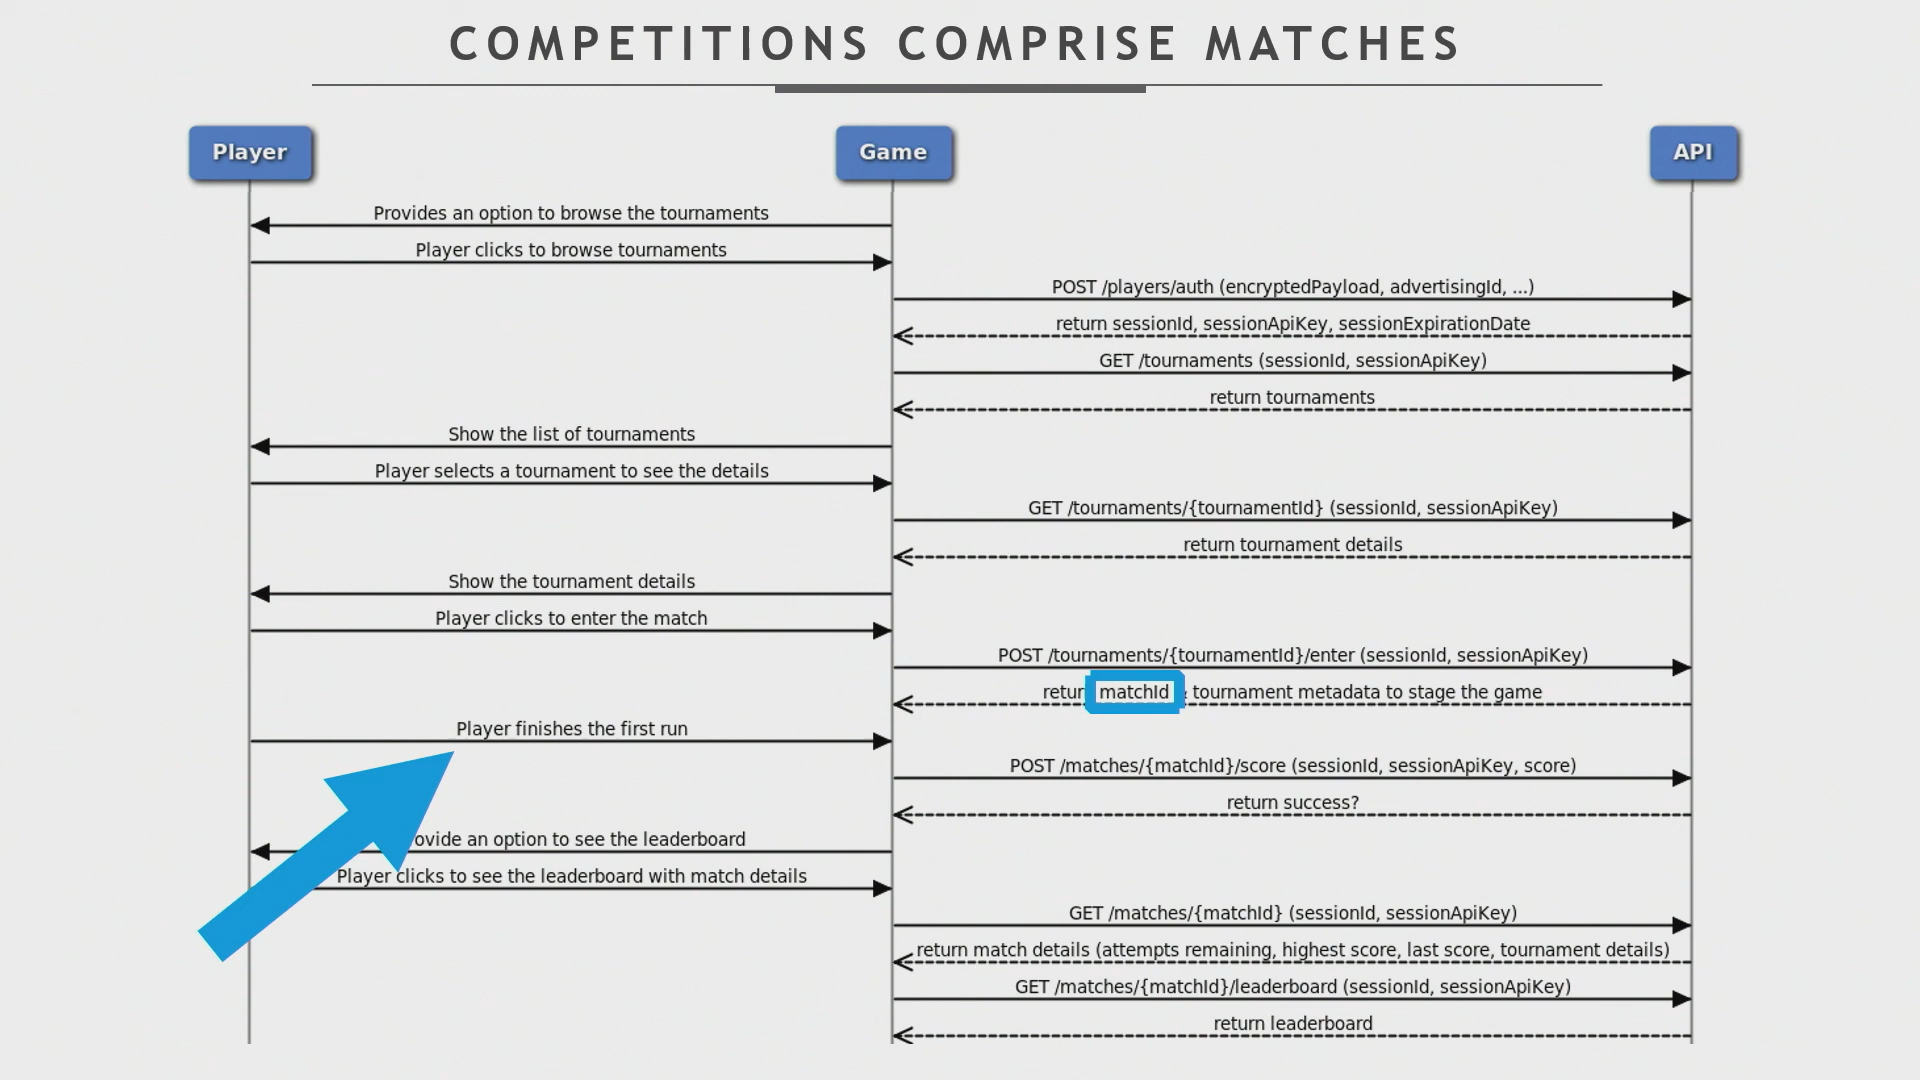 COMPETITIONS COMPRISE MATCHES
Player
Game
API
Provides an option to browse the tournaments
Player clicks to browse tournaments
POST /players/auth (encryptedPayload, advertisingId, ...)
return sessionId, sessionApiKey, sessionExpirationDate
GET /tournaments (sessionId, sessionApiKey)
return tournaments
Show the list of tournaments
Player selects a tournament to see the details
GET /tournaments/{tournamentId} (sessionId, sessionApiKey)
return tournament details
Show the tournament details
Player clicks to enter the match
POST /tournaments/{tournamentId}/enter (sessionId, sessionApiKey)
retur matchId tournament metadata to stage the game
Player finishes the first run
POST /matches/{matchId}/score (sessionId, sessionApiKey, score)
return success?
ovide an option to see the leaderboard
Player clicks to see the leaderboard with match details
GET /matches/{matchId} (sessionId, sessionApiKey)
return match details (attempts remaining, highest score, last score, tournament details)
GET /matches/{matchId}/leaderboard (sessionId, sessionApiKey)
return leaderboard